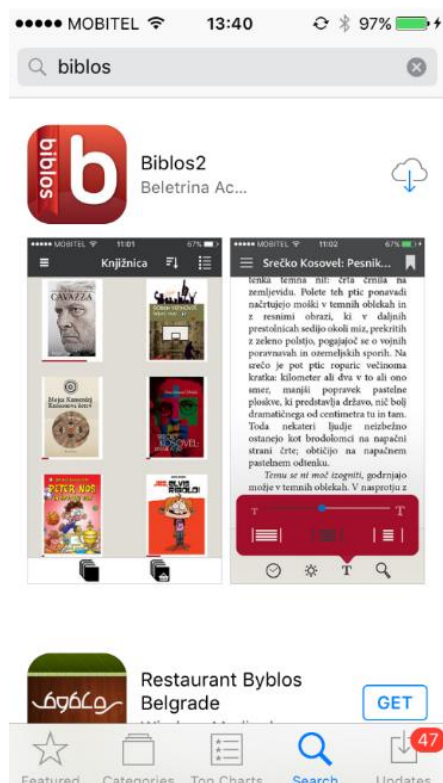 MOBITEL 13:40 97%
biblos
biblos
b
Biblos2
Beletrina Ac...
MOBITEL 11:01 67%
Knjižnica
CAVAZZA
Mojca Kumerdej
PETER NOS
ELVIS
MOBITEL 11:02 67%
Srečko Kosovel: Pesnik...
tenka temna nit: črta črnila na
zemljevidu. Polete teh ptic ponavadi
načrtujejo moški v temnih oblekah in
z resnimi obrazi, ki v daljnih
prestolnicah sedijo okoli miz, prekritih
z zeleno polstjo, pogajajoč se o vojnih
poravnavah in ozemeljskih sporih. Na
srečo je pot ptic roparic večinoma
kratka: kilometer ali dva v to ali ono
smer, manjši popravek pastelne
ploskve, ki predstavlja državo, nič bolj
dramatičnega od centimetra tu in tam.
Toda nekateri ljudje neizbežno
ostanejo kot brodolomci na napačni
strani črte; obtičijo na napačnem
pastelnem odtenku.
Temu se ni moč izogniti, godrnjajo
možje v temnih oblekah. V nasprotju z
T T
T
Restaurant Byblos
Belgrade
GET
47
Featured Categories Top Charts Search Updates